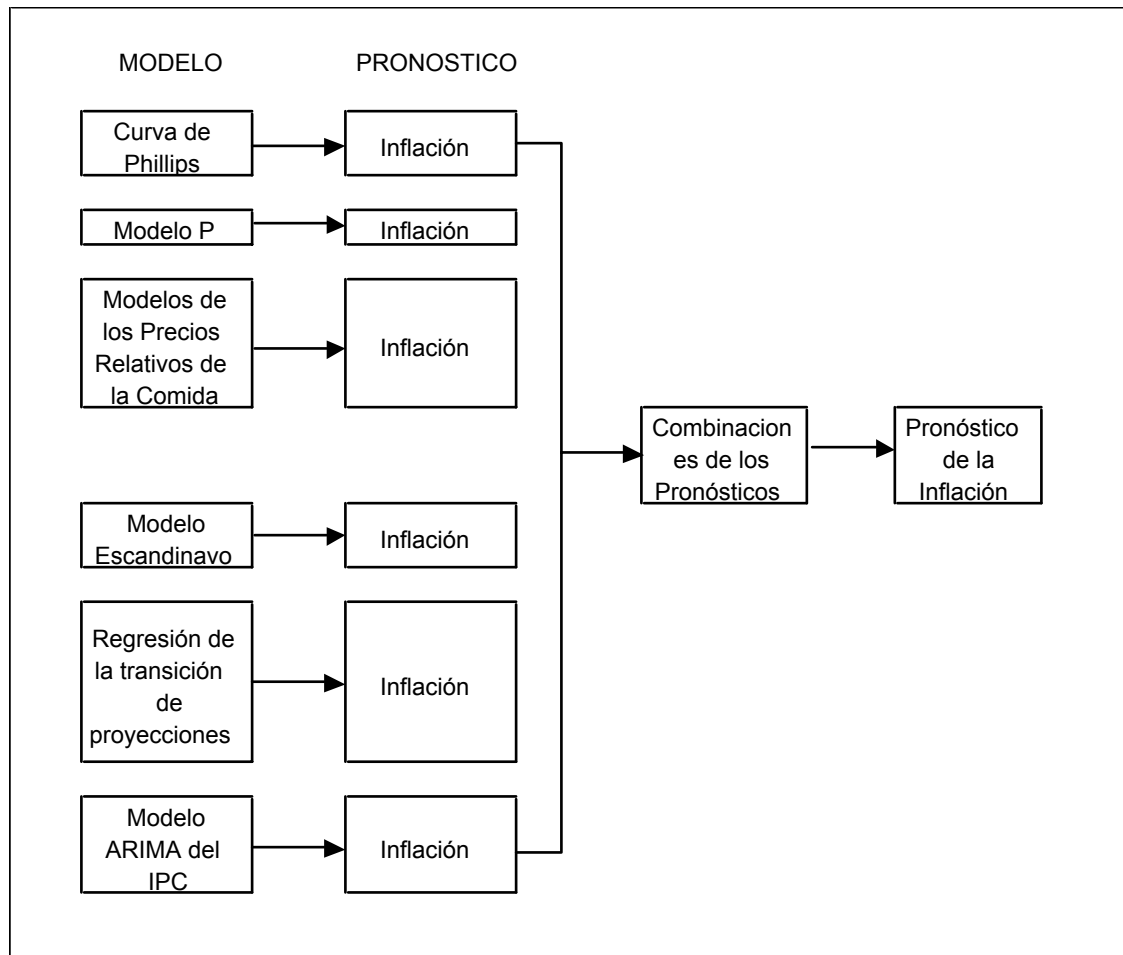 MODELO
PRONOSTICO
Curva de
Phillips
Inflación
Modelo P
Inflación
Modelos de
los Precios
Relativos de
la Comida
Inflación
Combinacion
es de los
Pronósticos
Pronóstico
de la
Inflación
Modelo
Escandinavo
Inflación
Regresión de
la transición
de
proyecciones
Inflación
Modelo
ARIMA del
IPC
Inflación